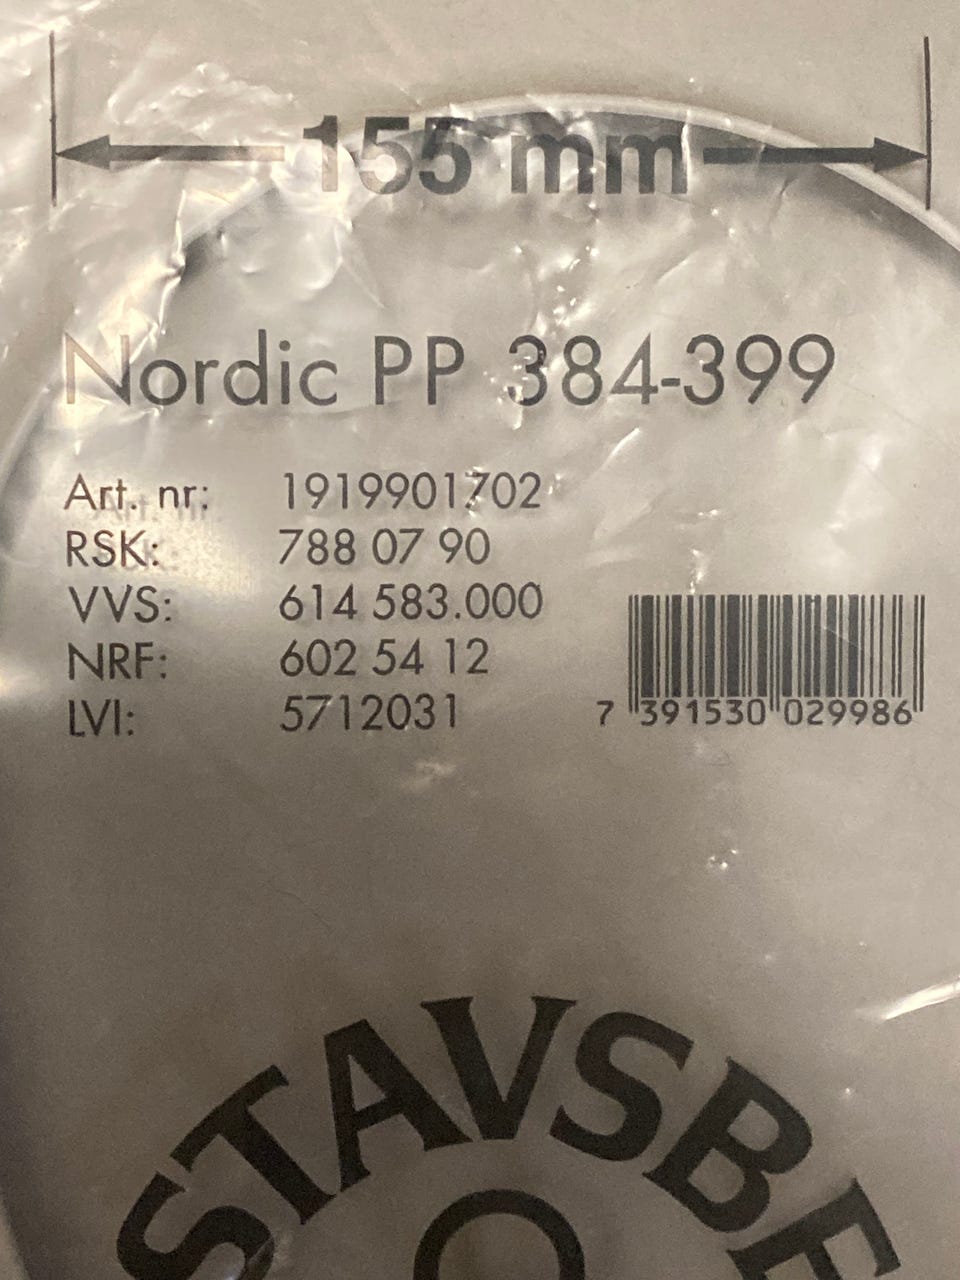 155 mm
Nordic PP 384-399
Art. nr: 1919901702
RSK: 788 07 90
VVS: 614 583.000
NRF: 602 54 12
LVI: 5712031
7 391530 029986
STAVSBE